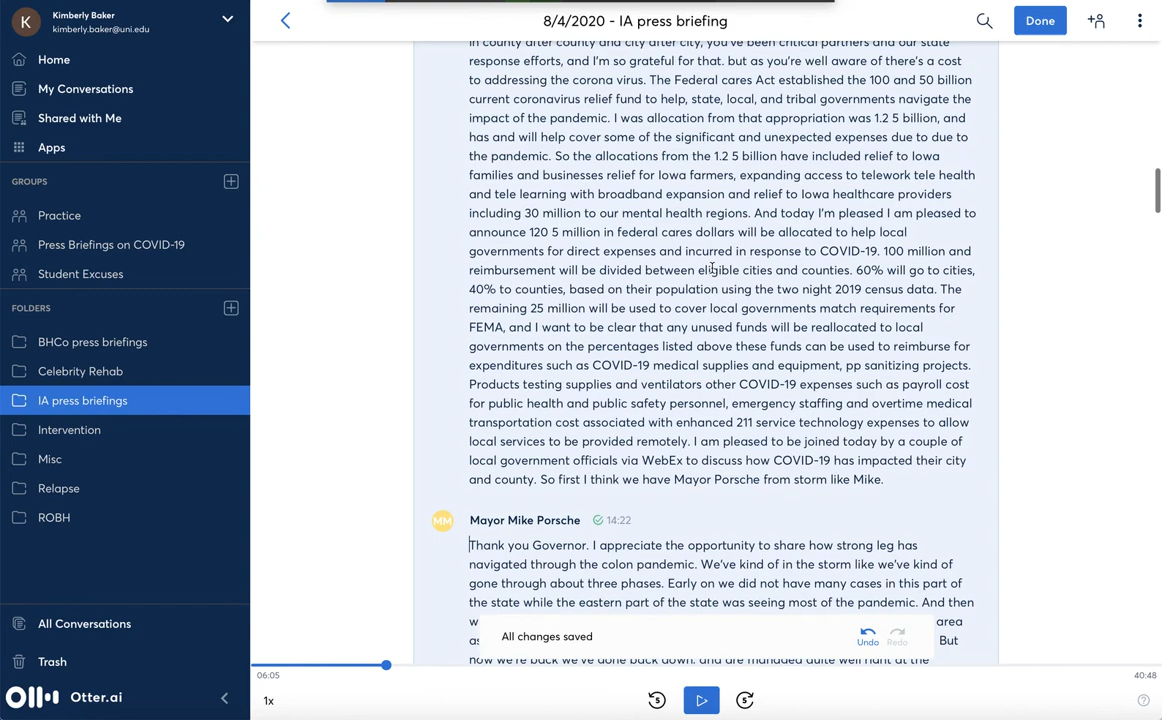 K
Kimberly Baker
kimberly.baker@uni.edu
Home
My Conversations
Shared with Me
Apps
GROUPS
Practice
Press Briefings on COVID-19
Student Excuses
FOLDERS
BHCo press briefings
Celebrity Rehab
IA press briefings
Intervention
Misc
Relapse
ROBH
All Conversations
Trash
Otter.ai
8/4/2020 - IA press briefing
Done
in county after county and city after city, you've been critical partners and our state
response efforts, and I'm so grateful for that. but as you're well aware of there's a cost
to addressing the corona virus. The Federal cares Act established the 100 and 50 billion
current coronavirus relief fund to help, state, local, and tribal governments navigate the
impact of the pandemic. I was allocation from that appropriation was 1.2 5 billion, and
has and will help cover some of the significant and unexpected expenses due to due to
the pandemic. So the allocations from the 1.2 5 billion have included relief to Iowa
families and businesses relief for Iowa farmers, expanding access to telework tele health
and tele learning with broadband expansion and relief to Iowa healthcare providers
including 30 million to our mental health regions. And today I'm pleased I am pleased to
announce 120 5 million in federal cares dollars will be allocated to help local
governments for direct expenses and incurred in response to COVID-19. 100 million and
reimbursement will be divided between eligible cities and counties. 60% will go to cities,
40% to counties, based on their population using the two night 2019 census data. The
remaining 25 million will be used to cover local governments match requirements for
FEMA, and I want to be clear that any unused funds will be reallocated to local
governments on the percentages listed above these funds can be used to reimburse for
expenditures such as COVID-19 medical supplies and equipment, pp sanitizing projects.
Products testing supplies and ventilators other COVID-19 expenses such as payroll cost
for public health and public safety personnel, emergency staffing and overtime medical
transportation cost associated with enhanced 211 service technology expenses to allow
local services to be provided remotely. I am pleased to be joined today by a couple of
local government officials via WebEx to discuss how COVID-19 has impacted their city
and county. So first I think we have Mayor Porsche from storm like Mike.
MM Mayor Mike Porsche 14:22
Thank you Governor. I appreciate the opportunity to share how strong leg has
navigated through the colon pandemic. We've kind of in the storm like we've kind of
gone through about three phases. Early on we did not have many cases in this part of
the state while the eastern part of the state was seeing most of the pandemic. And then
area
But
now we're back we've gone back down, and are managed quite well right at the
All changes saved
Undo
Redo
06:05
40:48
1x
5
5